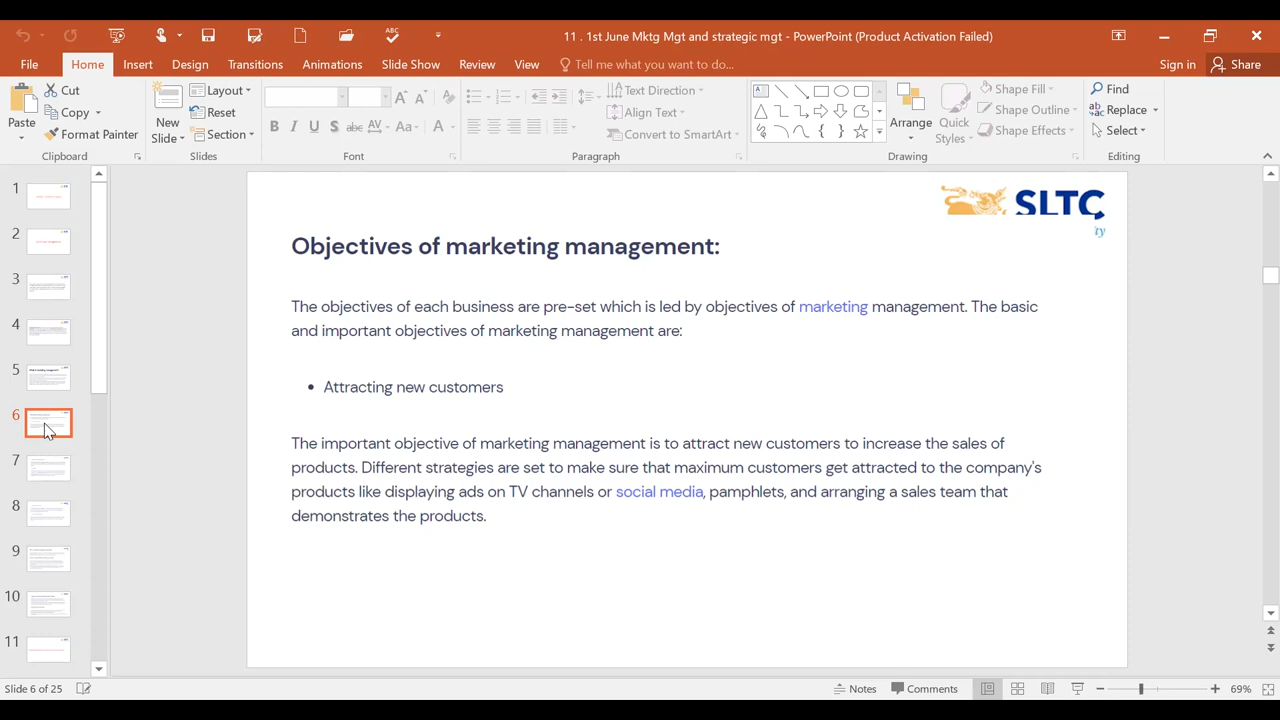 11 . 1st June Mktg Mgt and strategic mgt - PowerPoint (Product Activation Failed)
File Home Insert Design Transitions Animations Slide Show Review View Tell me what you want to do... Sign in Share
Paste
Cut
Copy
Format Painter
Clipboard
New
Slide
Layout
Reset
Section
Slides
Font
Text Direction
Align Text
Convert to SmartArt
Paragraph
Arrange
Quick
Styles
Shape Fill
Shape Outline
Shape Effects
Drawing
Find
Replace
Select
Editing
1
2
3
4
5
6
7
8
9
10
11
SLTC
ty
Objectives of marketing management:
The objectives of each business are pre-set which is led by objectives of marketing management. The basic
and important objectives of marketing management are:
• Attracting new customers
The important objective of marketing management is to attract new customers to increase the sales of
products. Different strategies are set to make sure that maximum customers get attracted to the company's
products like displaying ads on TV channels or social media, pamphlets, and arranging a sales team that
demonstrates the products.
Slide 6 of 25 Notes Comments 69%